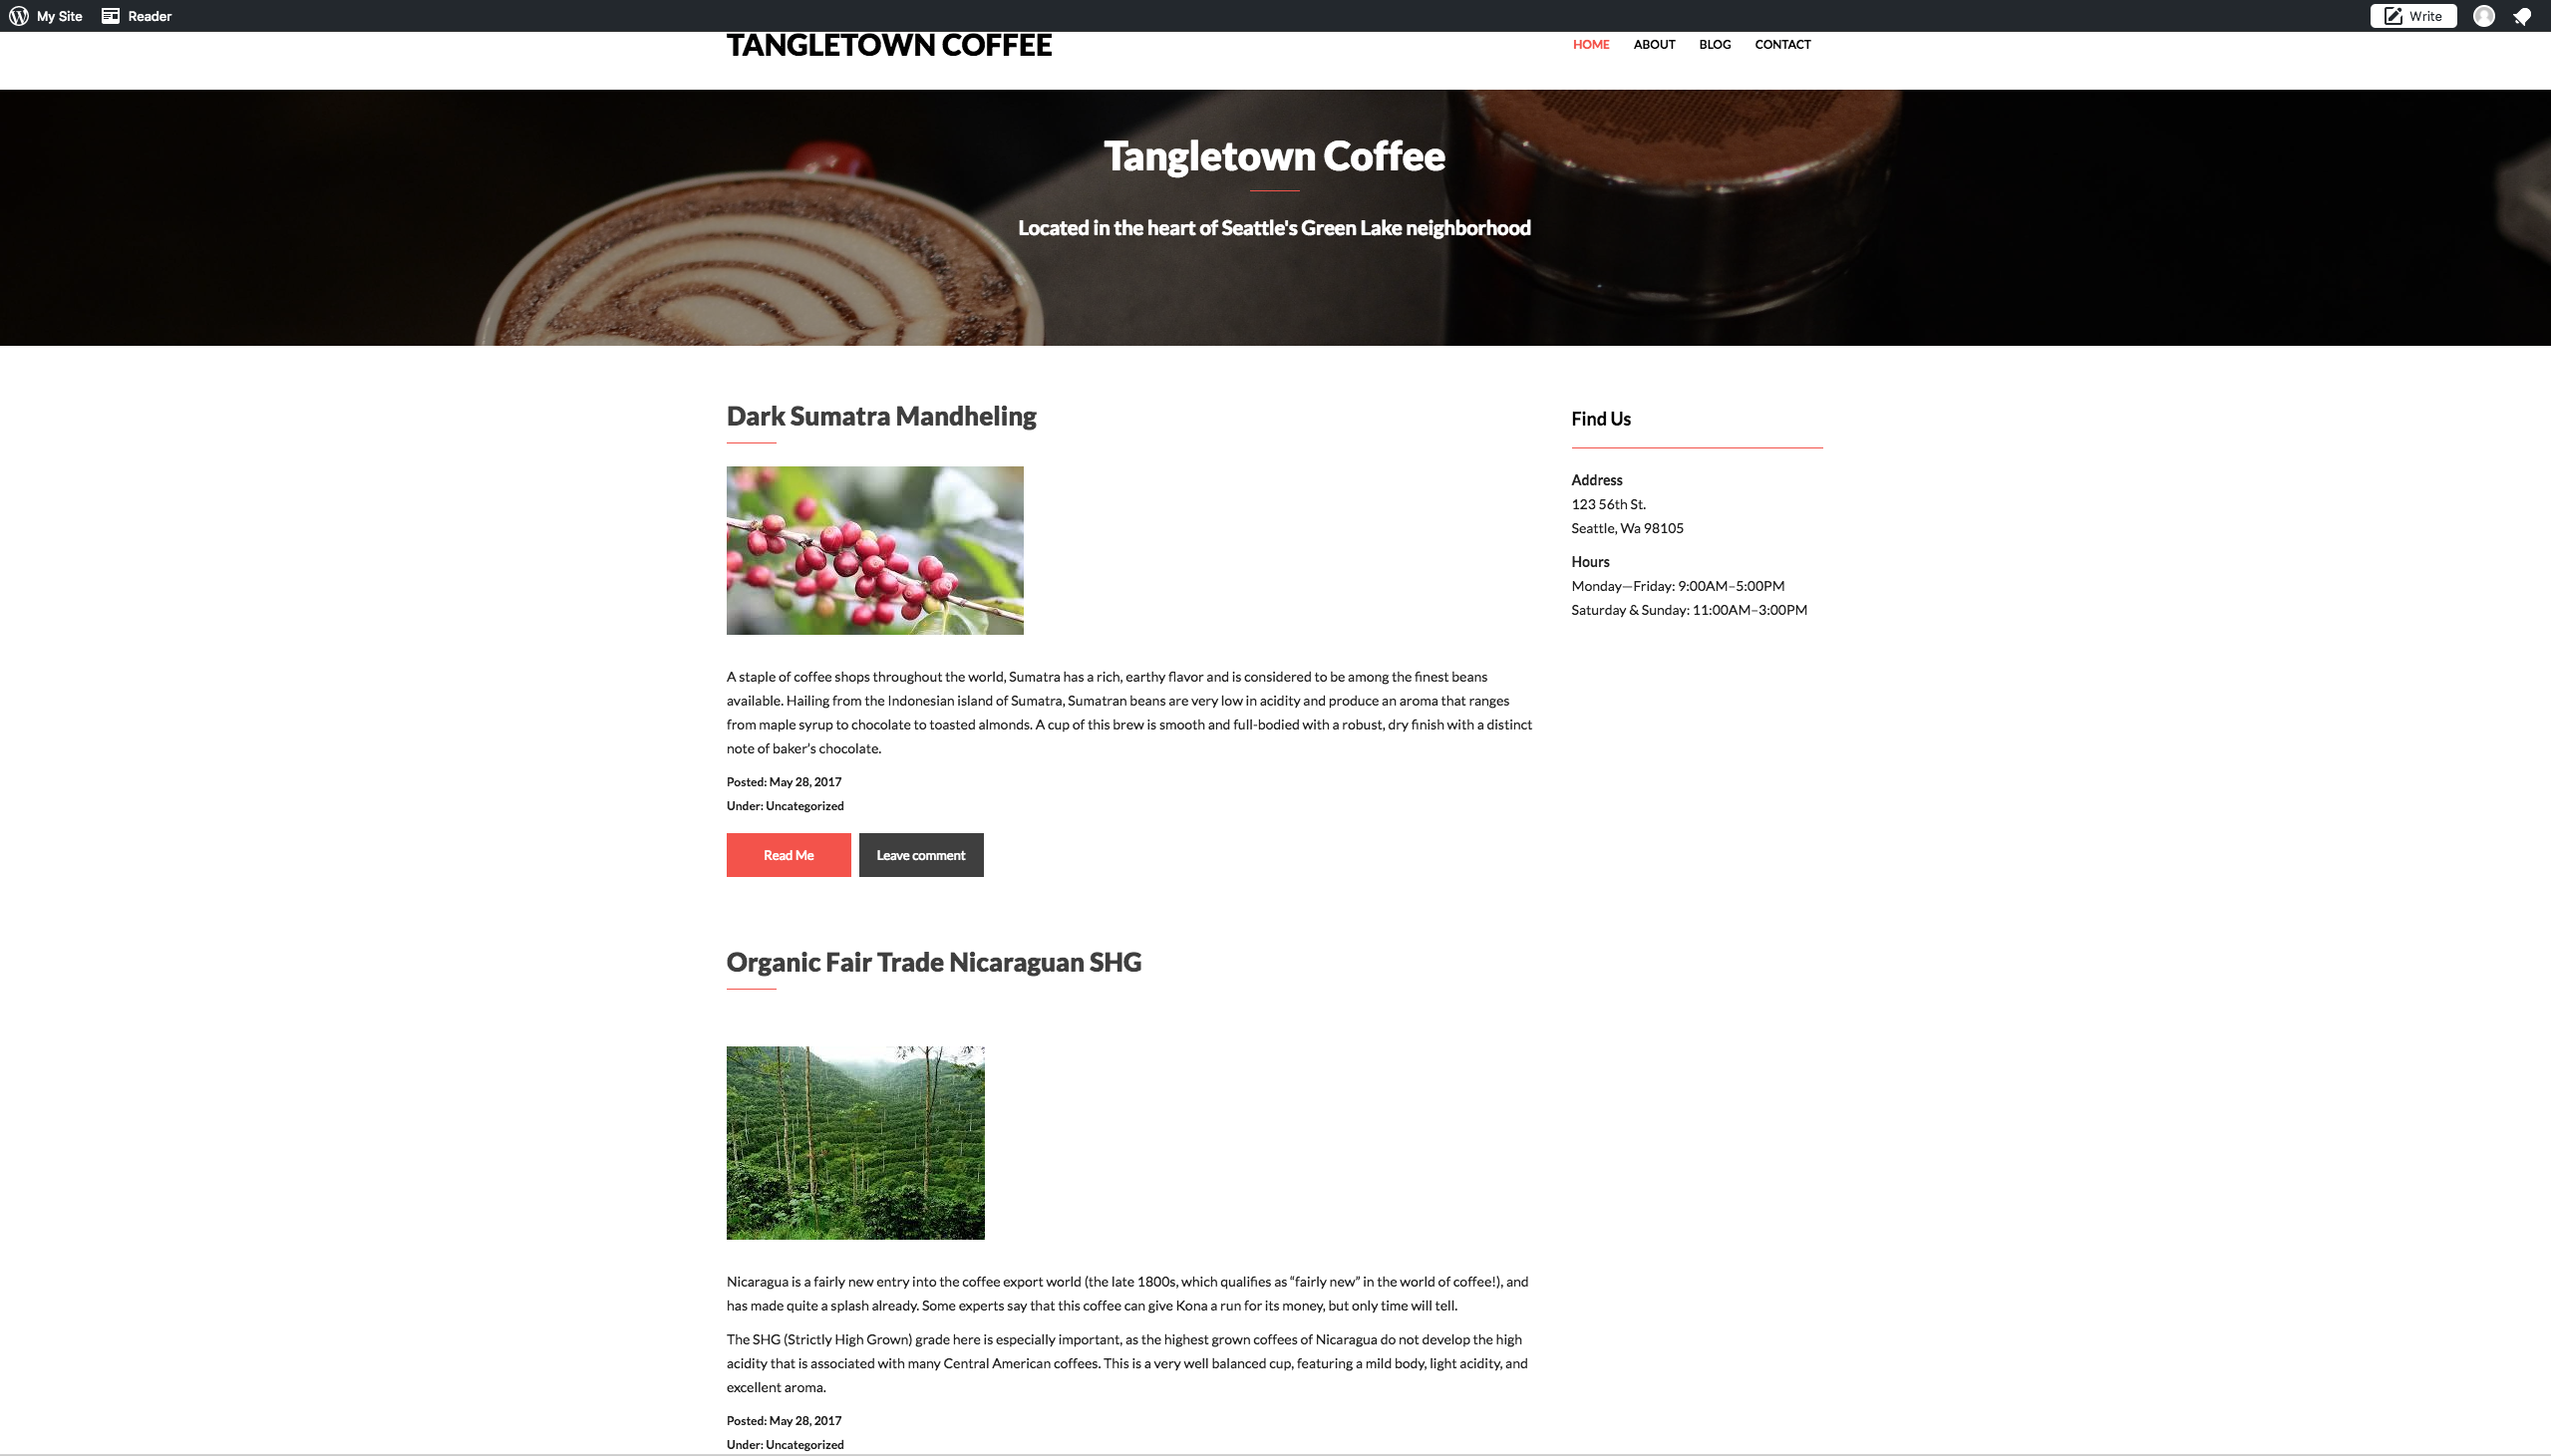 My Site
Reader
Write
TANGLETOWN COFFEE
HOME
ABOUT
BLOG
CONTACT
Tangletown Coffee
Located in the heart of Seattle's Green Lake neighborhood
Dark Sumatra Mandheling
A staple of coffee shops throughout the world, Sumatra has a rich, earthy flavor and is considered to be among the finest beans
available. Hailing from the Indonesian island of Sumatra, Sumatran beans are very low in acidity and produce an aroma that ranges
from maple syrup to chocolate to toasted almonds. A cup of this brew is smooth and full-bodied with a robust, dry finish with a distinct
note of baker’s chocolate.
Posted: May 28, 2017
Under: Uncategorized
Read Me
Leave comment
Organic Fair Trade Nicaraguan SHG
Nicaragua is a fairly new entry into the coffee export world (the late 1800s, which qualifies as “fairly new” in the world of coffee!), and
has made quite a splash already. Some experts say that this coffee can give Kona a run for its money, but only time will tell.
The SHG (Strictly High Grown) grade here is especially important, as the highest grown coffees of Nicaragua do not develop the high
acidity that is associated with many Central American coffees. This is a very well balanced cup, featuring a mild body, light acidity, and
excellent aroma.
Posted: May 28, 2017
Under: Uncategorized
Find Us
Address
123 56th St.
Seattle, Wa 98105
Hours
Monday—Friday: 9:00AM–5:00PM
Saturday & Sunday: 11:00AM–3:00PM